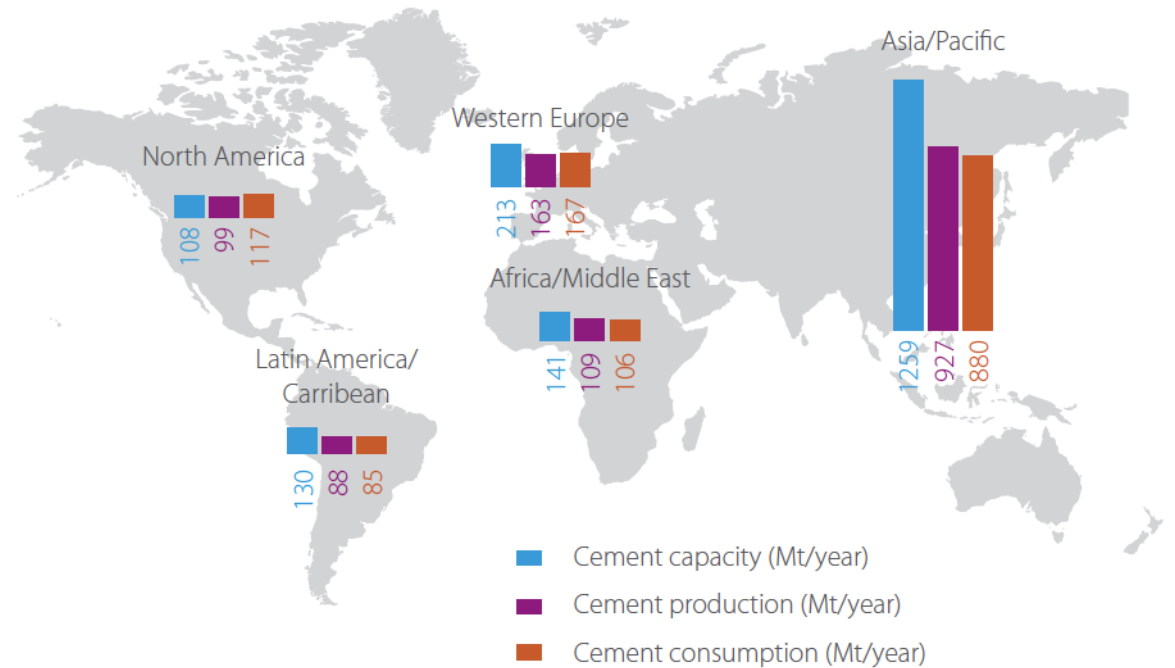 Asia/Pacific
1259
927
880
Western Europe
213
163
167
North America
108
99
117
Africa/Middle East
141
109
106
Latin America/
Carribean
130
88
85
Cement capacity (Mt/year)
Cement production (Mt/year)
Cement consumption (Mt/year)